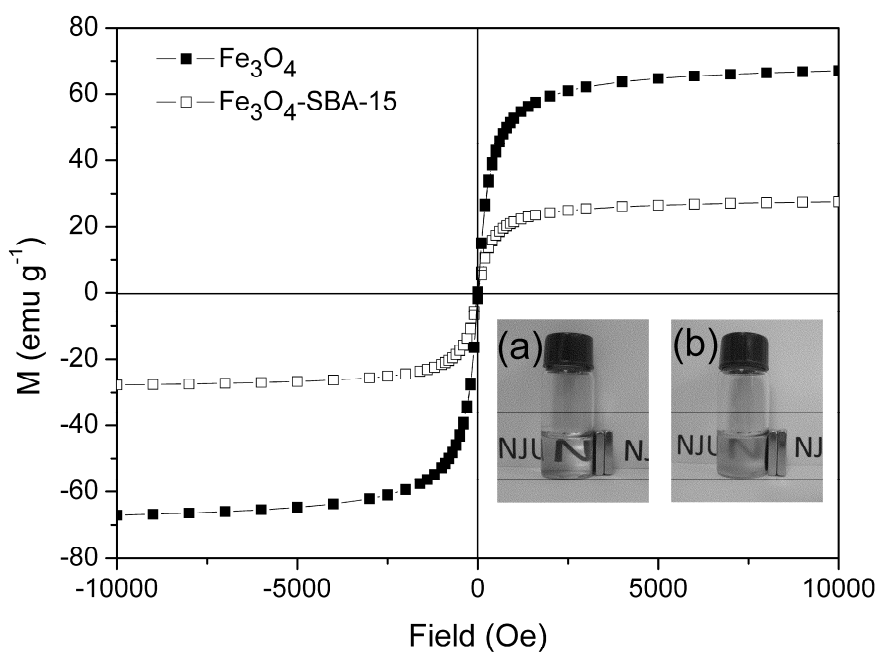 80
60
40
20
0
-20
-40
-60
-80
M (emu g⁻¹)
Fe₃O₄
Fe₃O₄-SBA-15
(a)
(b)
NJU
N
NJ
NJU
N
NJ
-10000 -5000 0 5000 10000
Field (Oe)